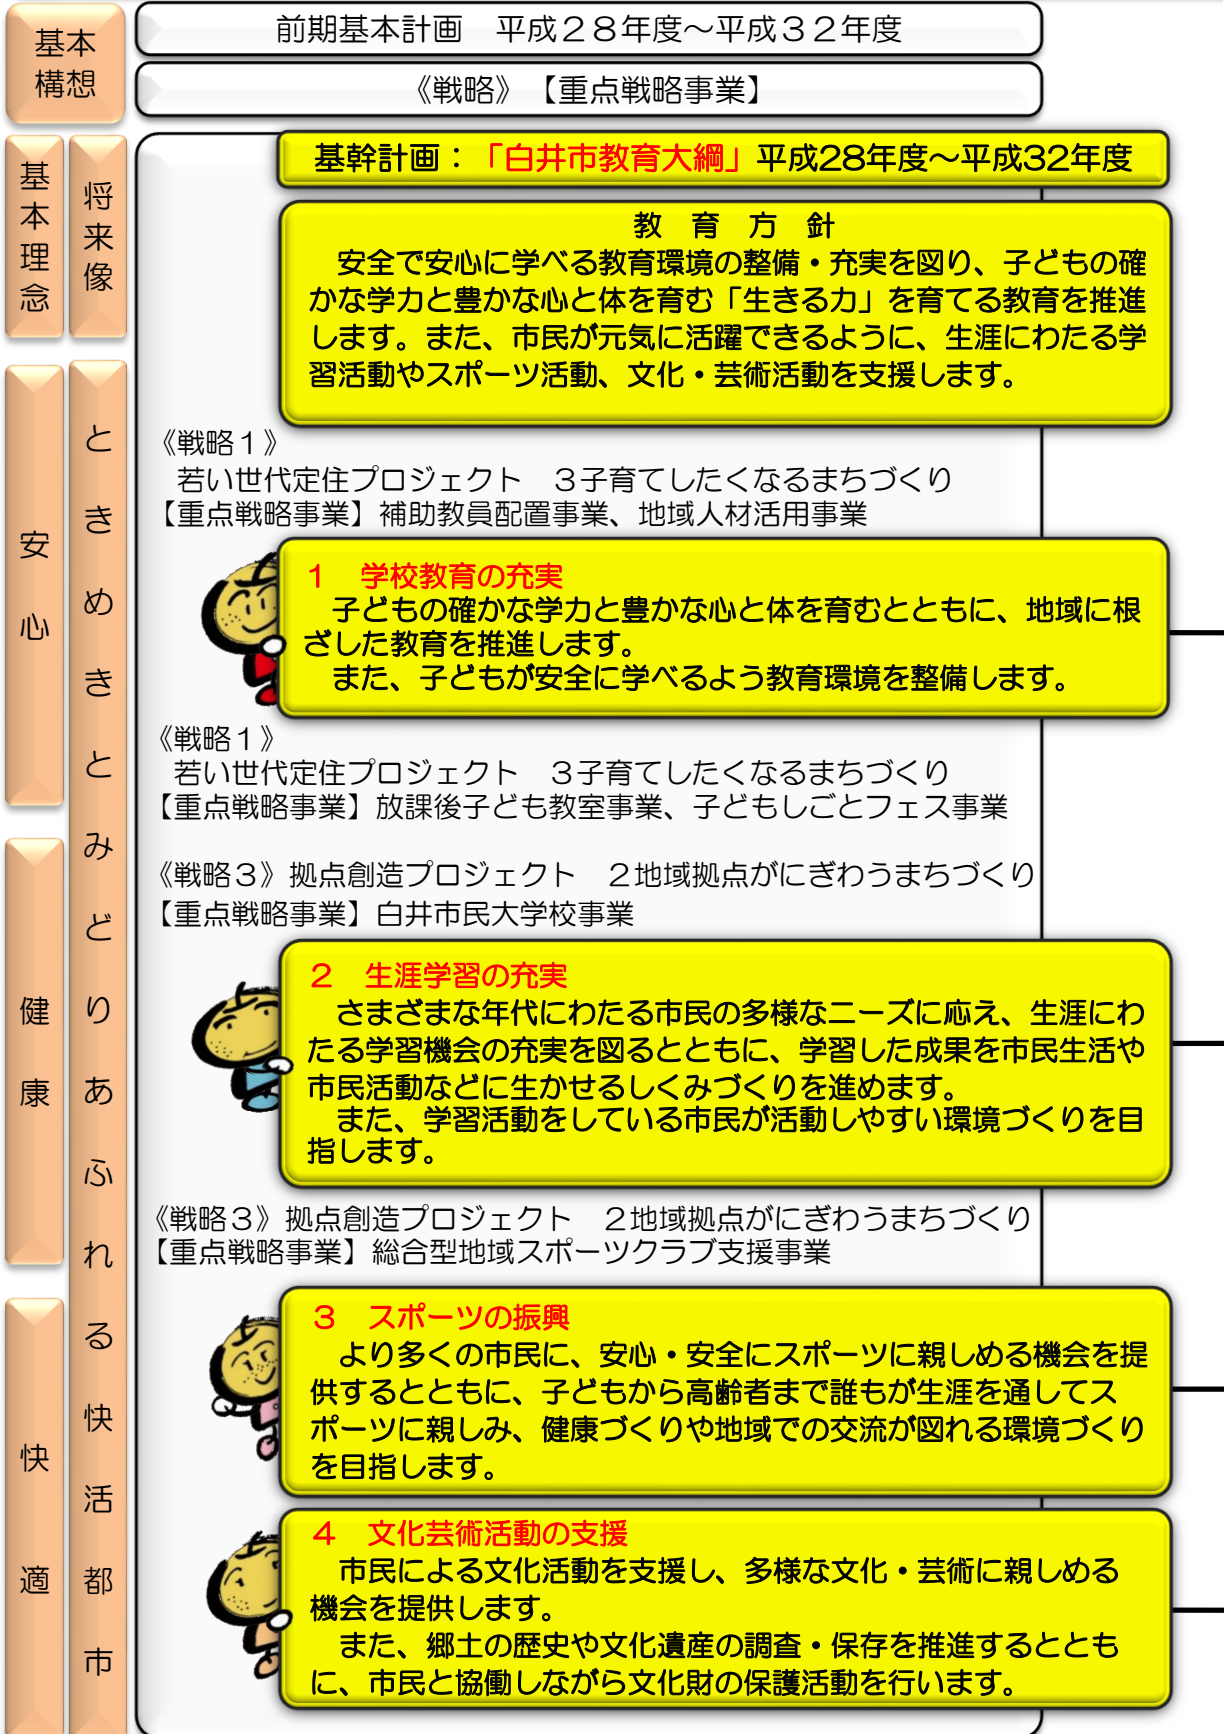 基本
構想
前期基本計画　平成２８年度～平成３２年度
《戦略》【重点戦略事業】
基本理念
将来像
安心
健康
快適
ときめきとみどりあふれる快活都市
基幹計画：「白井市教育大綱」平成28年度～平成32年度
教　育　方　針
安全で安心に学べる教育環境の整備・充実を図り、子どもの確
かな学力と豊かな心と体を育む「生きる力」を育てる教育を推進
します。また、市民が元気に活躍できるように、生涯にわたる学
習活動やスポーツ活動、文化・芸術活動を支援します。
《戦略１》
若い世代定住プロジェクト　３子育てしたくなるまちづくり
【重点戦略事業】補助教員配置事業、地域人材活用事業
１　学校教育の充実
子どもの確かな学力と豊かな心と体を育むとともに、地域に根
ざした教育を推進します。
また、子どもが安全に学べるよう教育環境を整備します。
《戦略１》
若い世代定住プロジェクト　３子育てしたくなるまちづくり
【重点戦略事業】放課後子ども教室事業、子どもしごとフェス事業
《戦略３》拠点創造プロジェクト　２地域拠点がにぎわうまちづくり
【重点戦略事業】白井市民大学校事業
２　生涯学習の充実
さまざまな年代にわたる市民の多様なニーズに応え、生涯にわ
たる学習機会の充実を図るとともに、学習した成果を市民生活や
市民活動などに生かせるしくみづくりを進めます。
また、学習活動をしている市民が活動しやすい環境づくりを目
指します。
《戦略３》拠点創造プロジェクト　２地域拠点がにぎわうまちづくり
【重点戦略事業】総合型地域スポーツクラブ支援事業
３　スポーツの振興
より多くの市民に、安心・安全にスポーツに親しめる機会を提
供するとともに、子どもから高齢者まで誰もが生涯を通してス
ポーツに親しみ、健康づくりや地域での交流が図れる環境づくり
を目指します。
４　文化芸術活動の支援
市民による文化活動を支援し、多様な文化・芸術に親しめる
機会を提供します。
また、郷土の歴史や文化遺産の調査・保存を推進するととも
に、市民と協働しながら文化財の保護活動を行います。